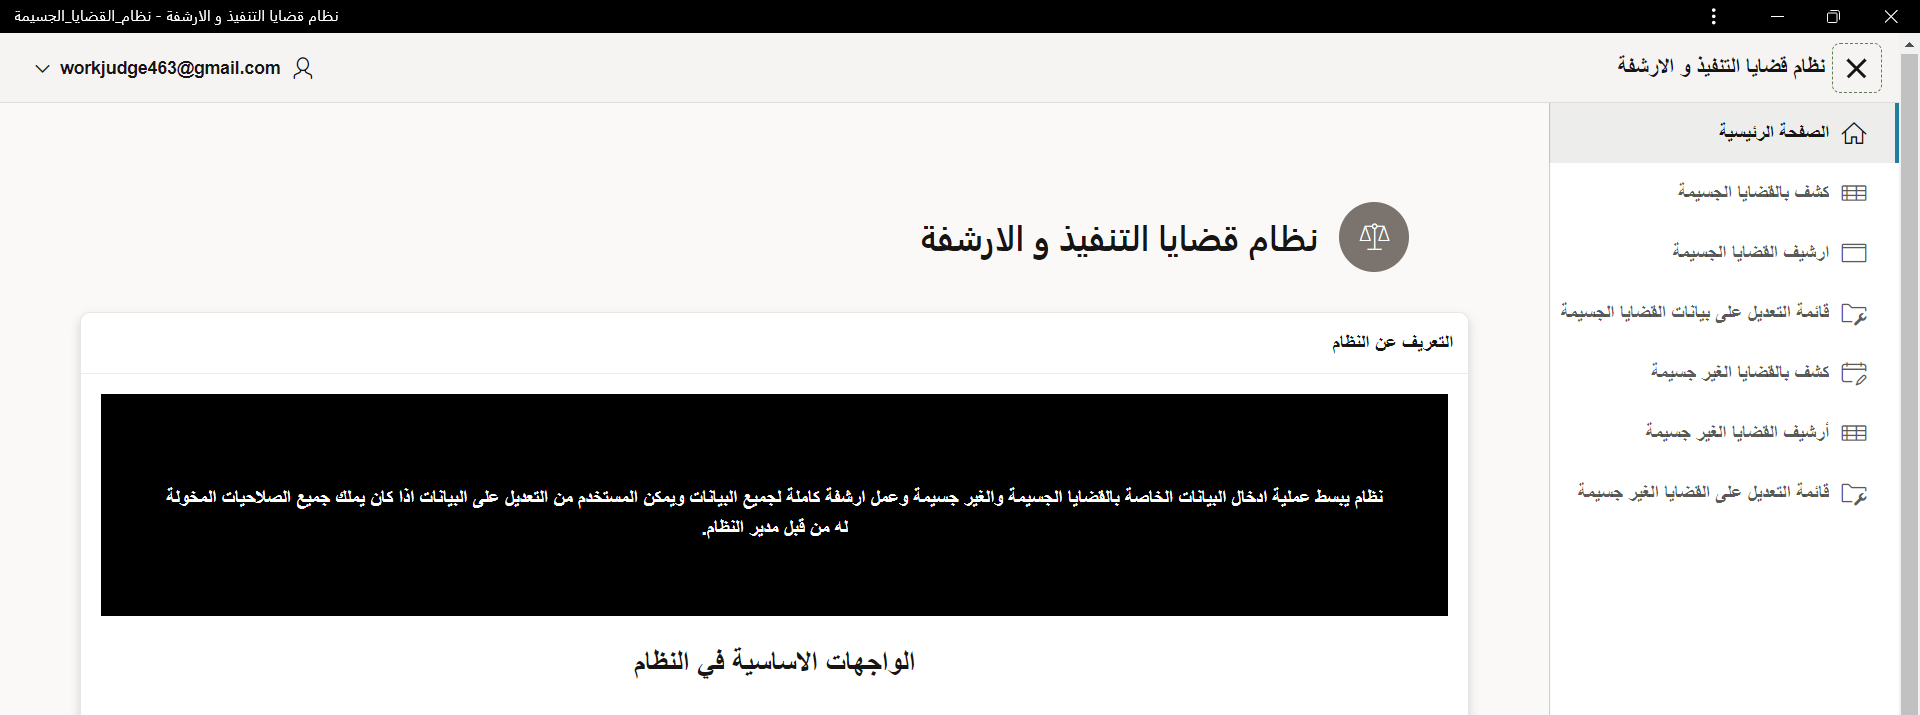 نظام قضايا التنفيذ و الارشفة - نظام_القضايا_الجسيمة
نظام قضايا التنفيذ و الارشفة
workjudge463@gmail.com
الصفحة الرئيسية
كشف بالقضايا الجسيمة
ارشيف القضايا الجسيمة
قائمة التعديل على بيانات القضايا الجسيمة
كشف بالقضايا الغير جسيمة
أرشيف القضايا الغير جسيمة
قائمة التعديل على القضايا الغير جسيمة
نظام قضايا التنفيذ و الارشفة
التعريف عن النظام
نظام يبسط عملية ادخال البيانات الخاصة بالقضايا الجسيمة والغير جسيمة وعمل ارشفة كاملة لجميع البيانات ويمكن المستخدم من التعديل على البيانات اذا كان يملك جميع الصلاحيات المخولة
له من قبل مدير النظام.
الواجهات الاساسية في النظام